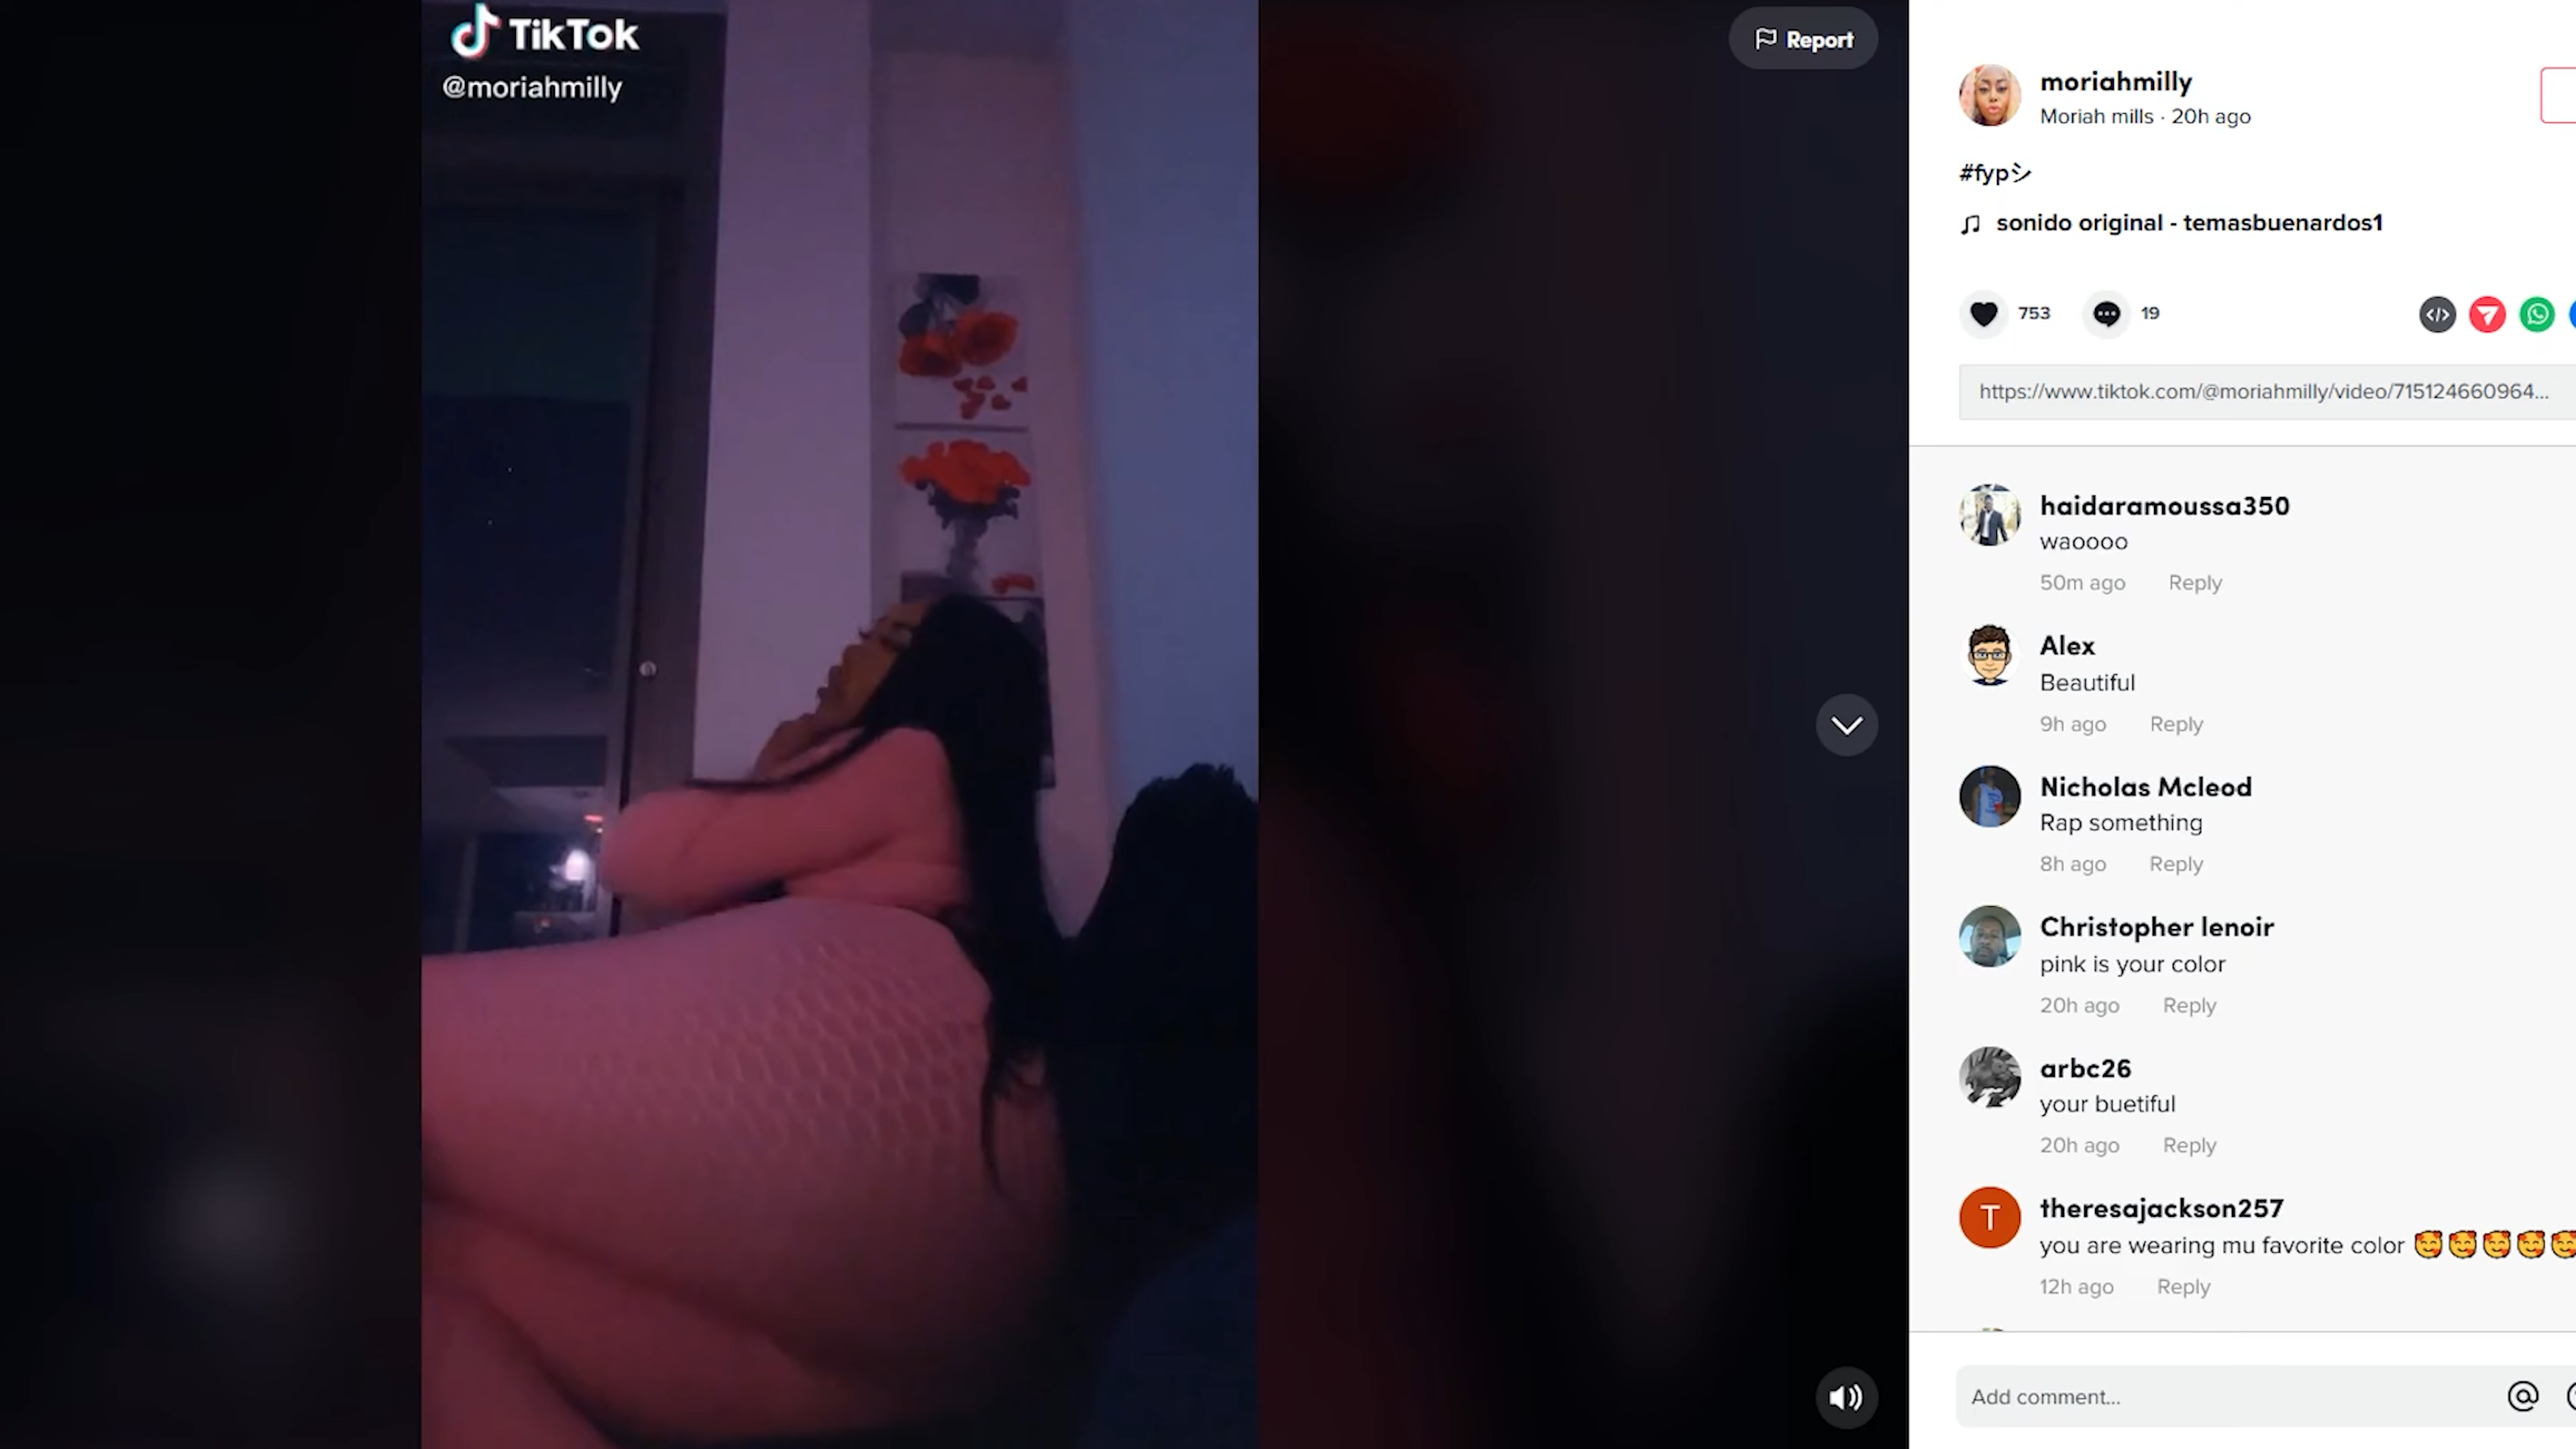 TikTok
@moriahmilly
Report
moriahmilly
Moriah mills · 20h ago
#fypシ
sonido original - temasbuenardos1
753
19
https://www.tiktok.com/@moriahmilly/video/715124660964...
haidaramoussa350
waoooo
50m ago Reply
Alex
Beautiful
9h ago Reply
Nicholas Mcleod
Rap something
8h ago Reply
Christopher lenoir
pink is your color
20h ago Reply
arbc26
your buetiful
20h ago Reply
T
theresajackson257
you are wearing mu favorite color 🥰🥰🥰🥰🥰
12h ago Reply
Add comment...
@